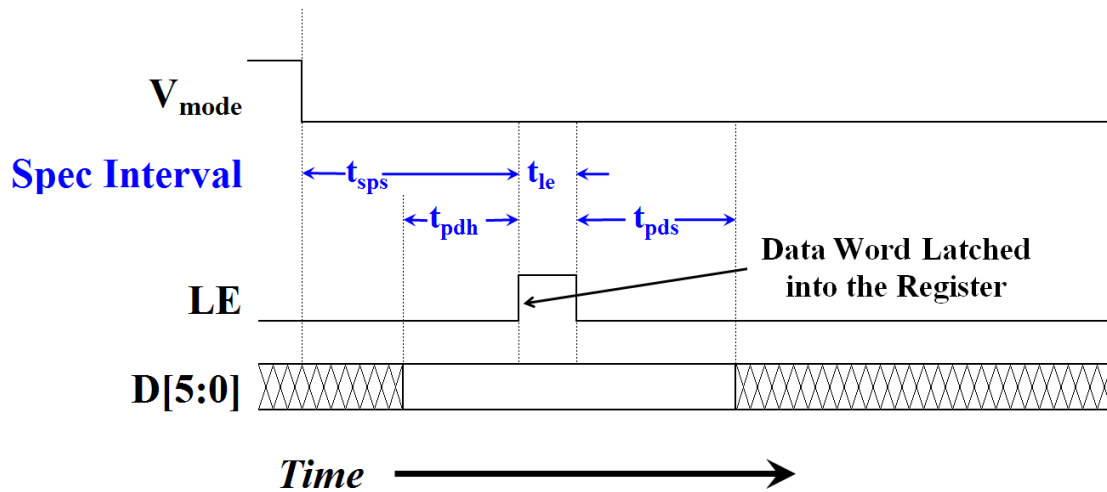 Vmode
Spec Interval
tsps
tle
tpdh
tpds
Data Word Latched
into the Register
LE
D[5:0]
Time